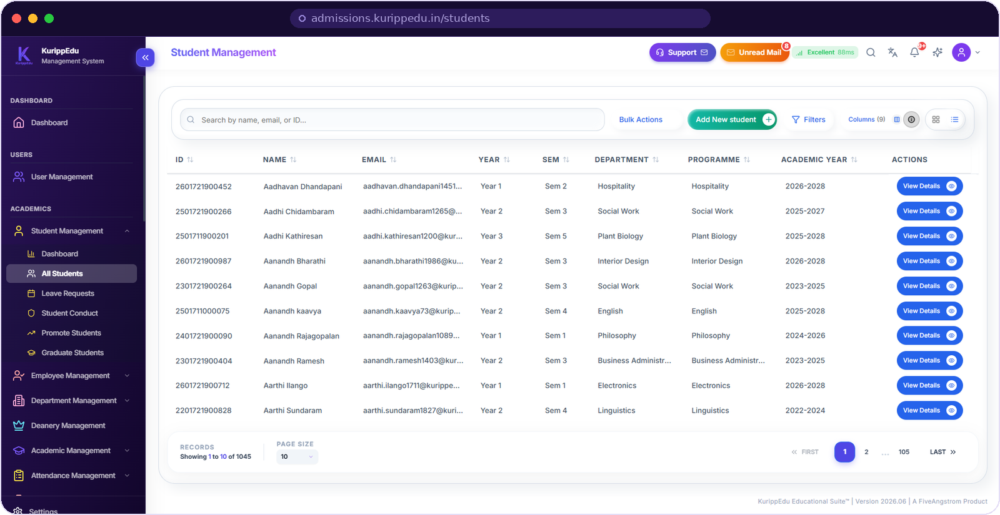 admissions.kurippedu.in/students
KurippEdu
Management System
K
KurippEdu
Student Management
Support
Unread Mail
8
Excellent 88ms
9+
DASHBOARD
Dashboard
USERS
User Management
ACADEMICS
Student Management
Dashboard
All Students
Leave Requests
Student Conduct
Promote Students
Graduate Students
Employee Management
Department Management
Deanery Management
Academic Management
Attendance Management
Settings
Search by name, email, or ID...
Bulk Actions
Add New student
Filters
Columns (9)
ID NAME EMAIL YEAR SEM DEPARTMENT PROGRAMME ACADEMIC YEAR ACTIONS
2601721900452 Aadhavan Dhandapani aadhavan.dhandapani1451... Year 1 Sem 2 Hospitality Hospitality 2026-2028 View Details
2501721900266 Aadhi Chidambaram aadhi.chidambaram1265@... Year 2 Sem 3 Social Work Social Work 2025-2027 View Details
2501711900201 Aadhi Kathiresan aadhi.kathiresan1200@kur... Year 3 Sem 5 Plant Biology Plant Biology 2025-2028 View Details
2601721900987 Aanandh Bharathi aanandh.bharathi1986@ku... Year 2 Sem 3 Interior Design Interior Design 2026-2028 View Details
2301721900264 Aanandh Gopal aanandh.gopal1263@kurip... Year 2 Sem 3 Social Work Social Work 2023-2025 View Details
2501711000075 Aanandh kaavya aanandh.kaavya73@kurip... Year 2 Sem 4 English English 2025-2028 View Details
2401721900090 Aanandh Rajagopalan aanandh.rajagopalan1089... Year 1 Sem 1 Philosophy Philosophy 2024-2026 View Details
2301721900404 Aanandh Ramesh aanandh.ramesh1403@kur... Year 2 Sem 3 Business Administr... Business Administr... 2023-2025 View Details
2601721900712 Aarthi Ilango aarthi.ilango1711@kurippe... Year 1 Sem 1 Electronics Electronics 2026-2028 View Details
2201721900828 Aarthi Sundaram aarthi.sundaram1827@kuri... Year 2 Sem 4 Linguistics Linguistics 2022-2024 View Details
RECORDS
Showing 1 to 10 of 1045
PAGE SIZE
10
« FIRST 1 2 ... 105 LAST »
KurippEdu Educational Suite™ | Version 2026.06 | A FiveAngstrom Product